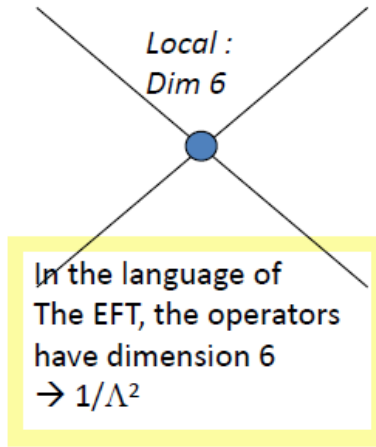 Local :
Dim 6
In the language of
The EFT, the operators
have dimension 6
→ 1/Λ²